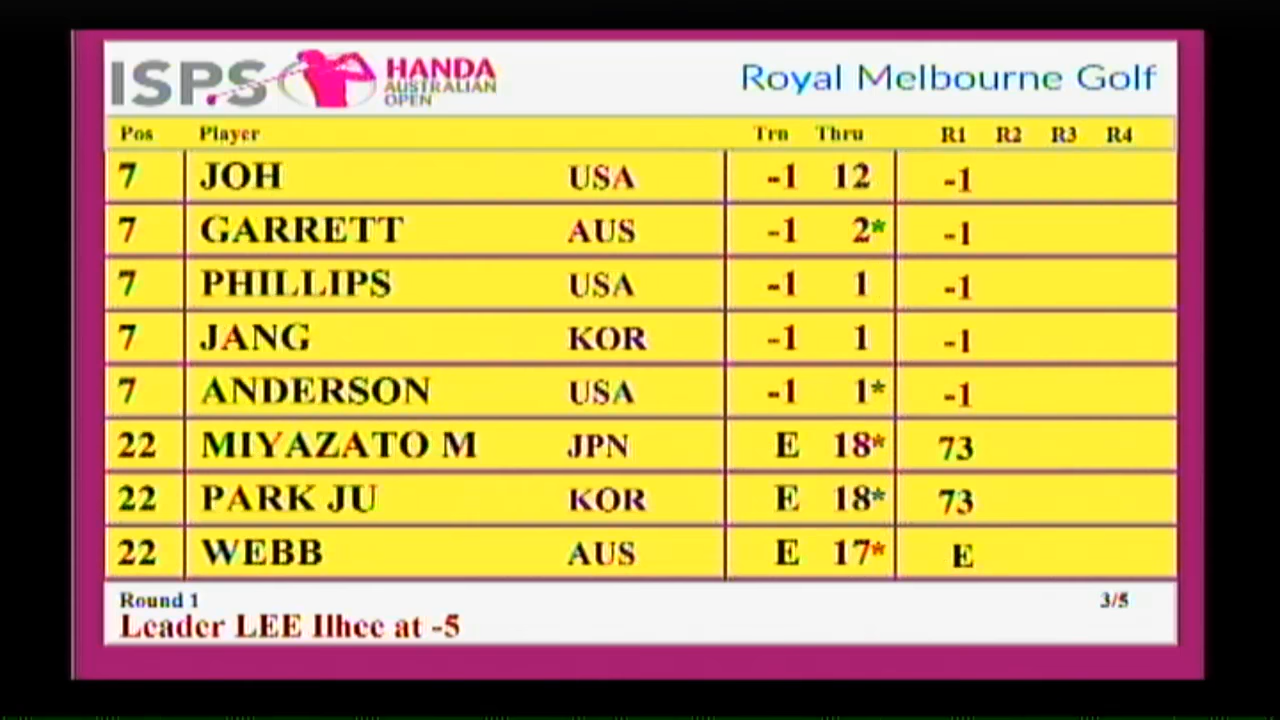 ISPS HANDA AUSTRALIAN OPEN Royal Melbourne Golf
Pos Player Trn Thru R1 R2 R3 R4
7 JOH USA -1 12 -1
7 GARRETT AUS -1 2* -1
7 PHILLIPS USA -1 1 -1
7 JANG KOR -1 1 -1
7 ANDERSON USA -1 1* -1
22 MIYAZATO M JPN E 18* 73
22 PARK JU KOR E 18* 73
22 WEBB AUS E 17* E
Round 1 3/5
Leader LEE Ilhee at -5